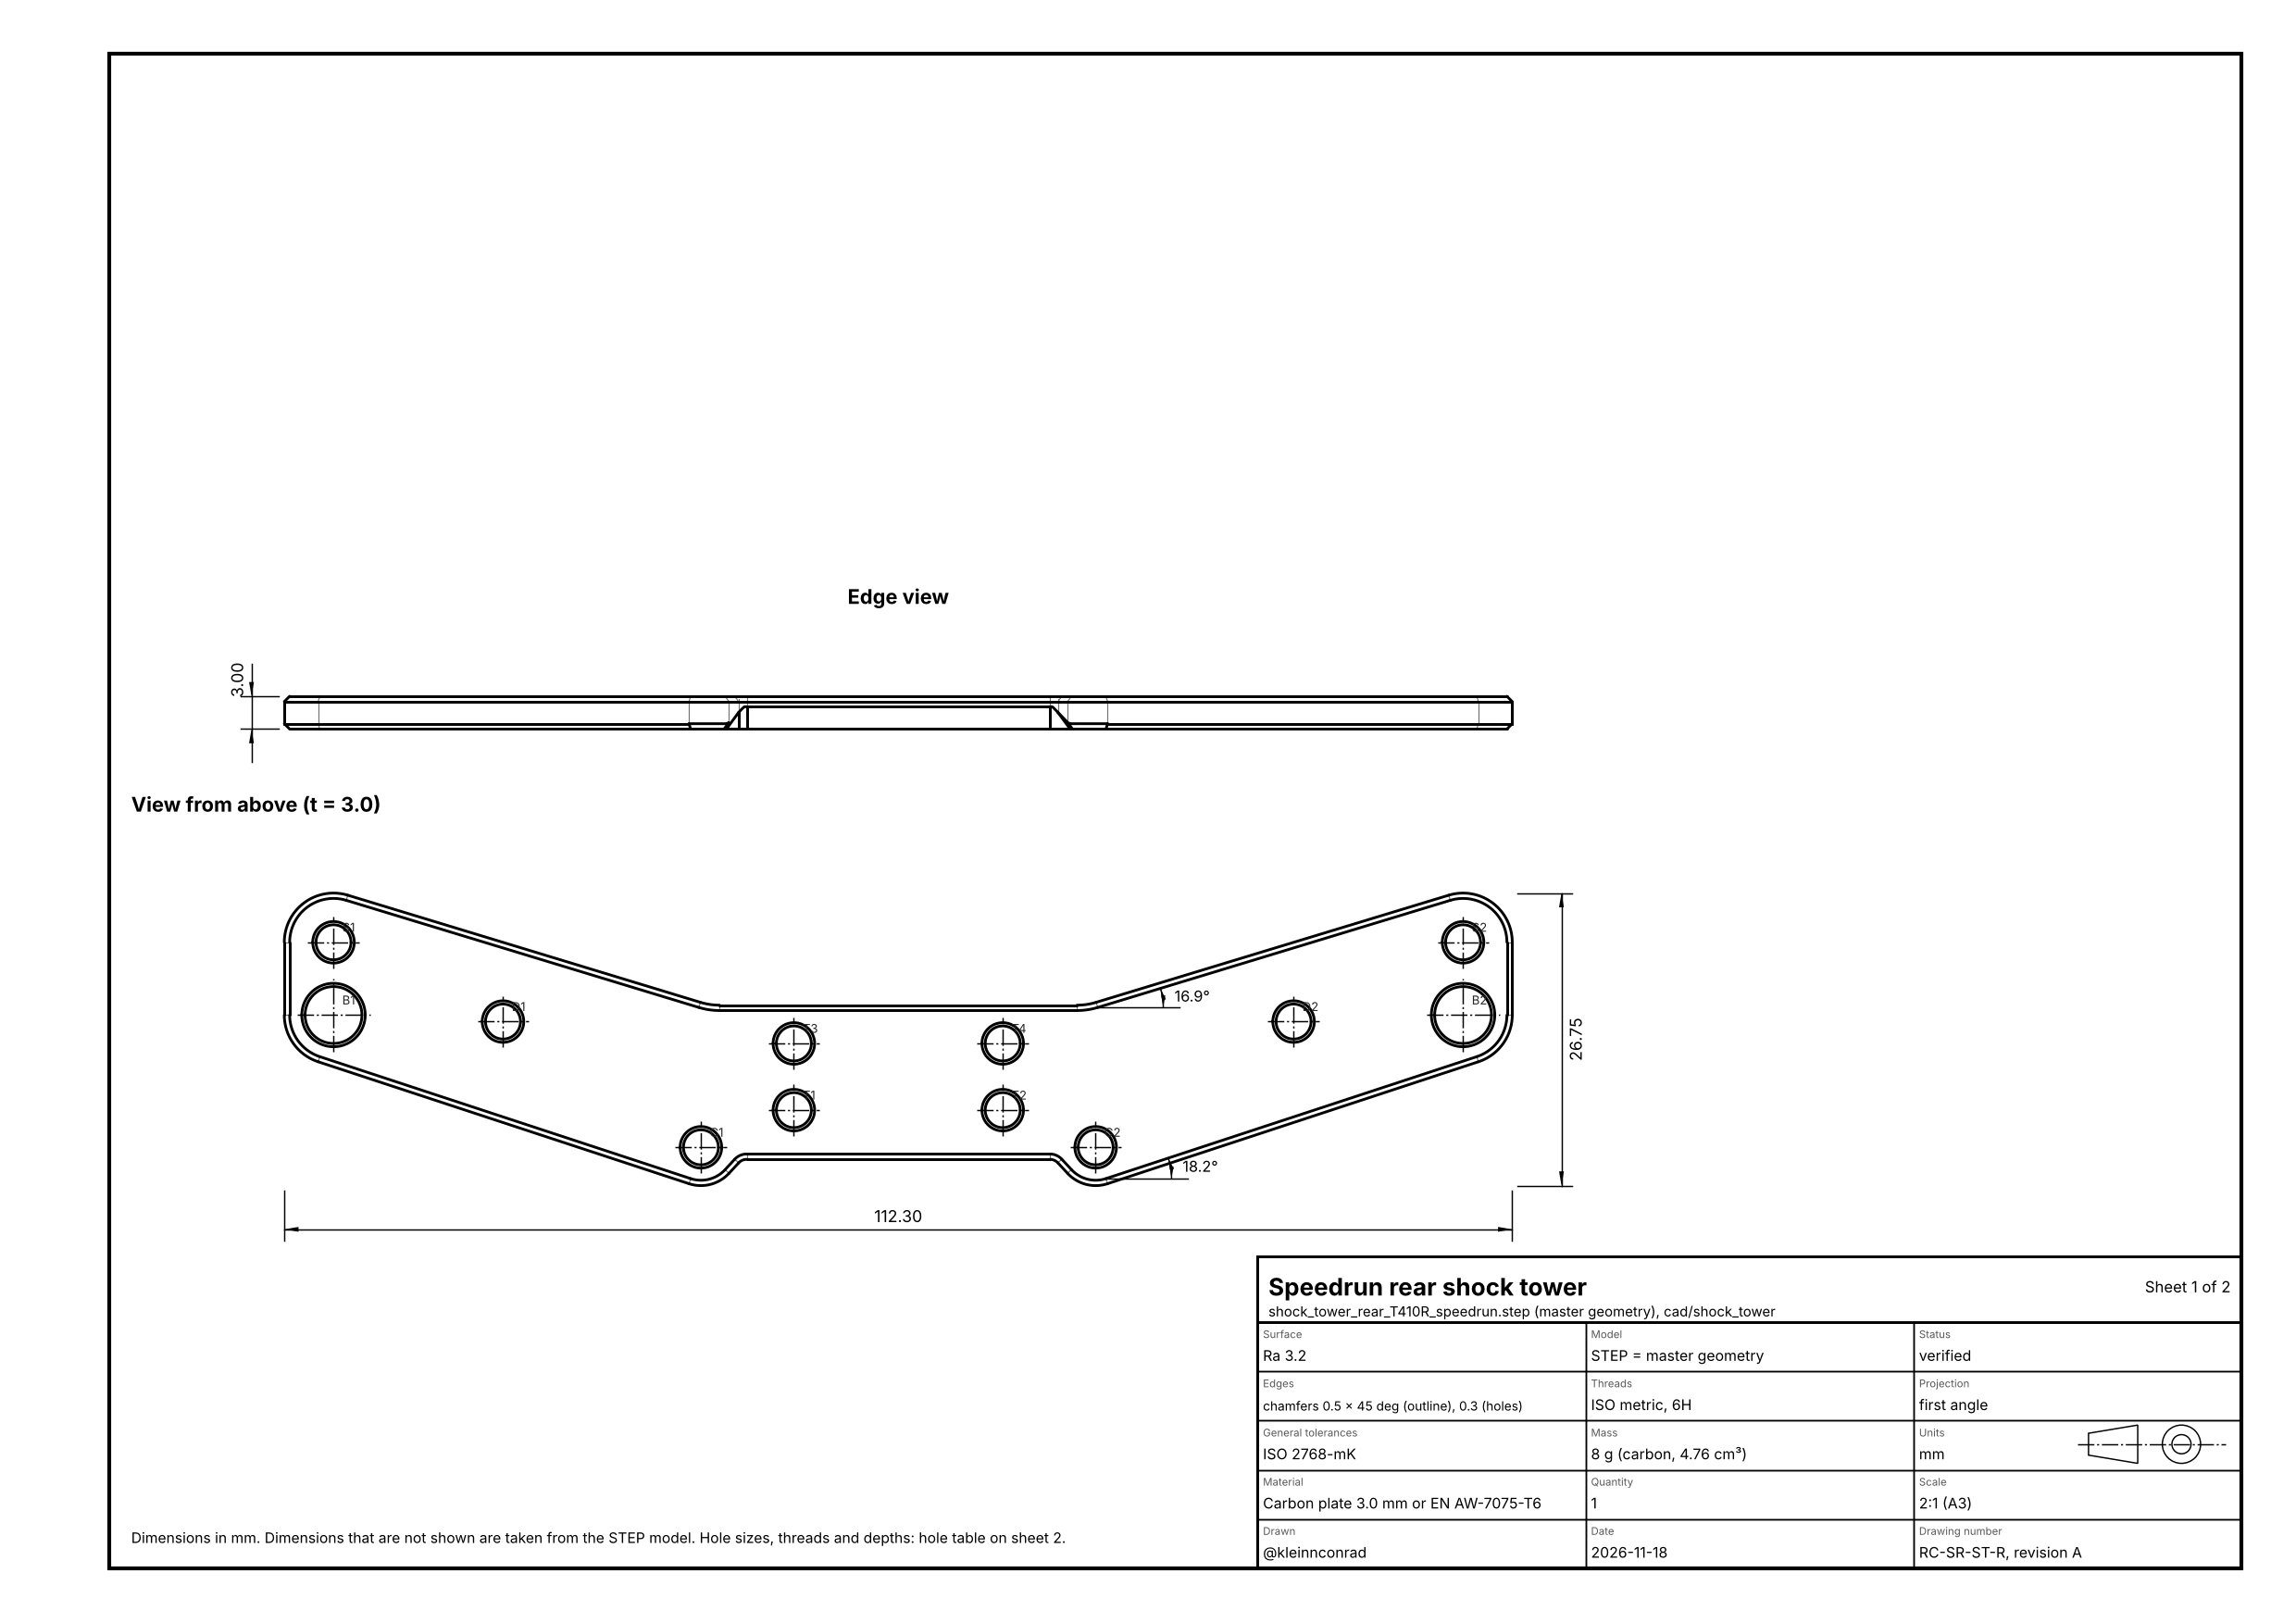 Edge view
3.00
View from above (t = 3.0)
B1
B2
16.9°
26.75
18.2°
112.30
Speedrun rear shock tower
Sheet 1 of 2
shock_tower_rear_T410R_speedrun.step (master geometry), cad/shock_tower
Surface
Model
Status
Ra 3.2
STEP = master geometry
verified
Edges
Threads
Projection
chamfers 0.5 × 45 deg (outline), 0.3 (holes)
ISO metric, 6H
first angle
General tolerances
Mass
Units
ISO 2768-mK
8 g (carbon, 4.76 cm³)
mm
Material
Quantity
Scale
Carbon plate 3.0 mm or EN AW-7075-T6
1
2:1 (A3)
Drawn
Date
Drawing number
@kleinnconrad
2026-11-18
RC-SR-ST-R, revision A
Dimensions in mm. Dimensions that are not shown are taken from the STEP model. Hole sizes, threads and depths: hole table on sheet 2.